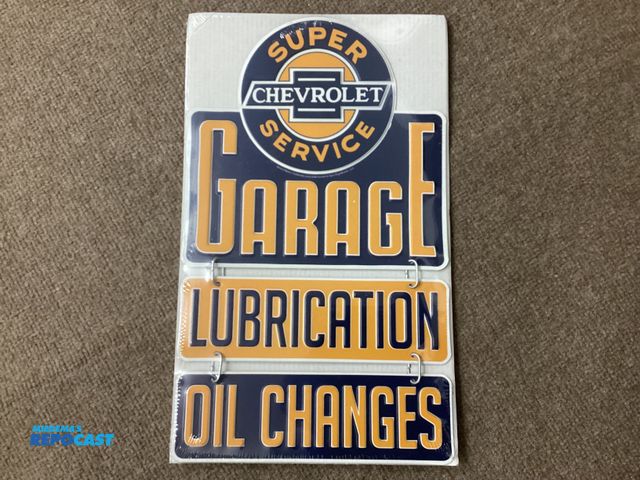 SUPER
CHEVROLET
SERVICE
GARAGE
LUBRICATION
OIL CHANGES
REPOCAST